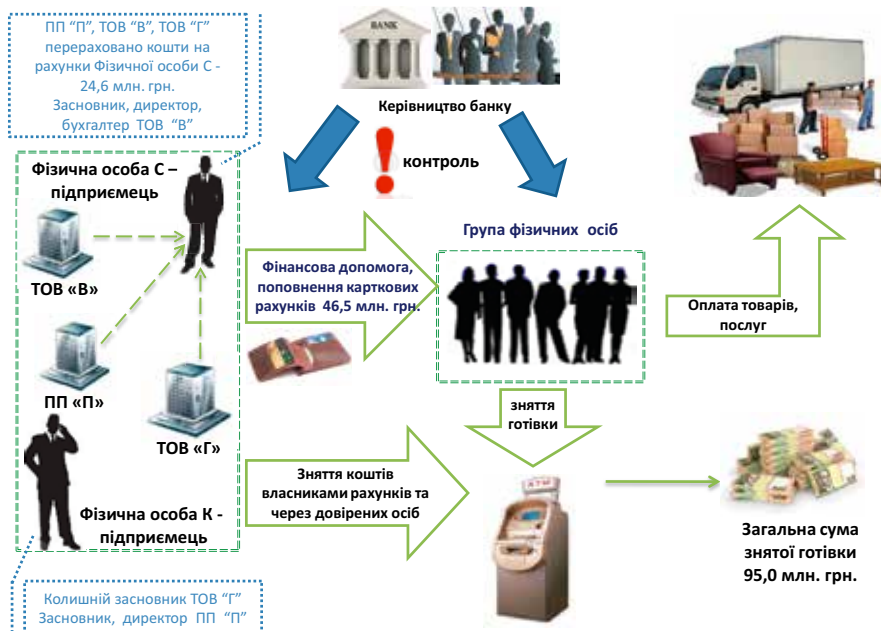 ПП “П”, ТОВ “В”, ТОВ “Г”
перераховано кошти на
рахунки Фізичної особи С -
24,6 млн. грн.
Засновник, директор,
бухгалтер ТОВ “В”
BANK
Керівництво банку
контроль
Фізична особа С –
підприємець
ТОВ «В»
ПП «П»
ТОВ «Г»
Фізична особа К -
підприємець
Фінансова допомога,
поповнення карткових
рахунків 46,5 млн. грн.
Група фізичних осіб
Оплата товарів,
послуг
зняття
готівки
Зняття коштів
власниками рахунків та
через довірених осіб
ATM
Загальна сума
знятої готівки
95,0 млн. грн.
Колишній засновник ТОВ “Г”
Засновник, директор ПП “П”